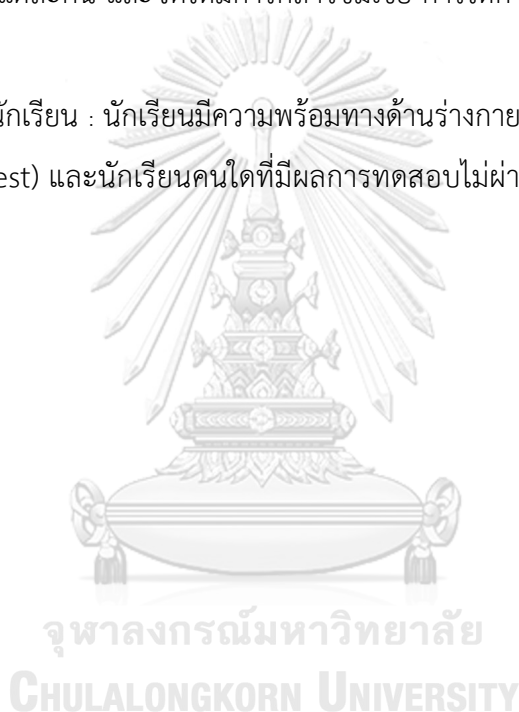 นักเรียน : นักเรียนมีความพร้อมทางด้านร่างกาย
est) และนักเรียนคนใดที่มีผลการทดสอบไม่ผ่า
จุฬาลงกรณ์มหาวิทยาลัย
CHULALONGKORN UNIVERSITY